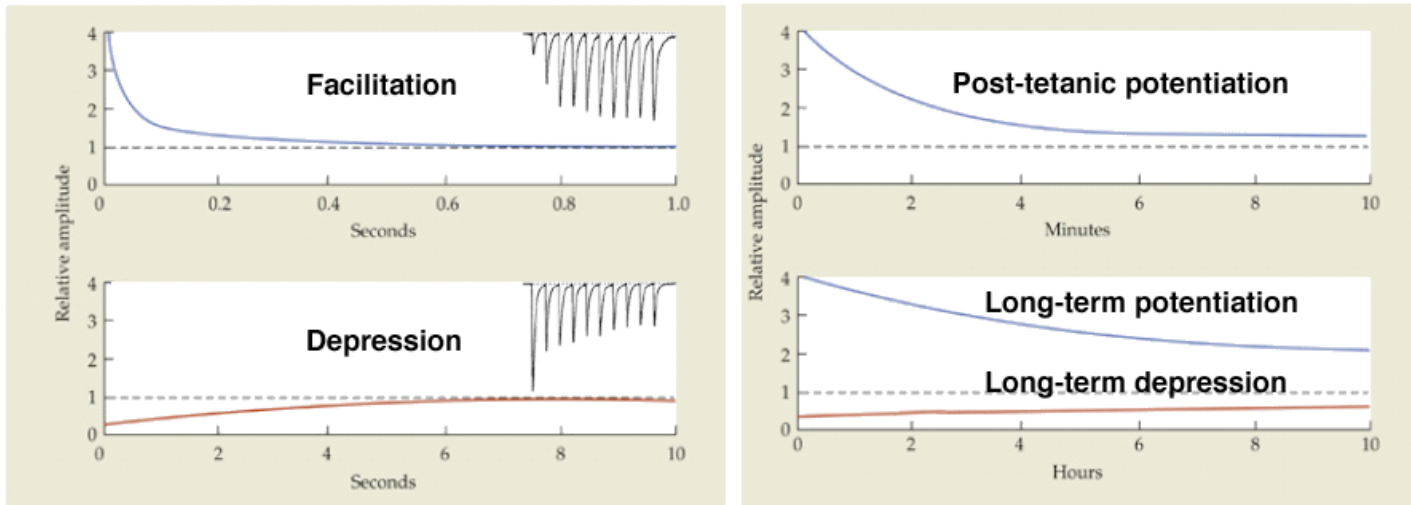 Relative amplitude
4
3
2
1
0
Facilitation
0 0.2 0.4 0.6 0.8 1.0
Seconds
4
3
2
1
0
Depression
0 2 4 6 8 10
Seconds
Relative amplitude
4
3
2
1
0
Post-tetanic potentiation
0 2 4 6 8 10
Minutes
4
3
2
1
0
Long-term potentiation
Long-term depression
0 2 4 6 8 10
Hours